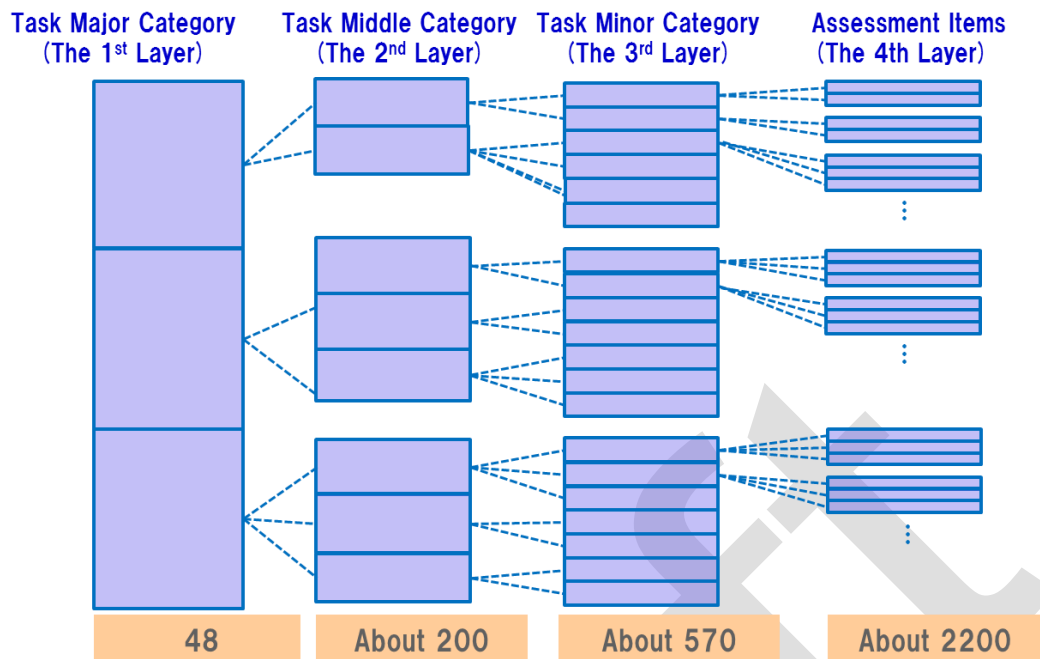 Task Major Category
(The 1st Layer)
Task Middle Category
(The 2nd Layer)
Task Minor Category
(The 3rd Layer)
Assessment Items
(The 4th Layer)
48
About 200
About 570
About 2200